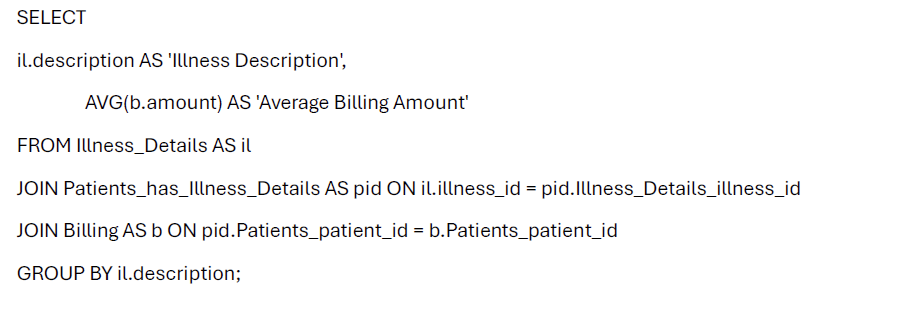 SELECT
il.description AS 'Illness Description',
AVG(b.amount) AS 'Average Billing Amount'
FROM Illness_Details AS il
JOIN Patients_has_Illness_Details AS pid ON il.illness_id = pid.Illness_Details_illness_id
JOIN Billing AS b ON pid.Patients_patient_id = b.Patients_patient_id
GROUP BY il.description;